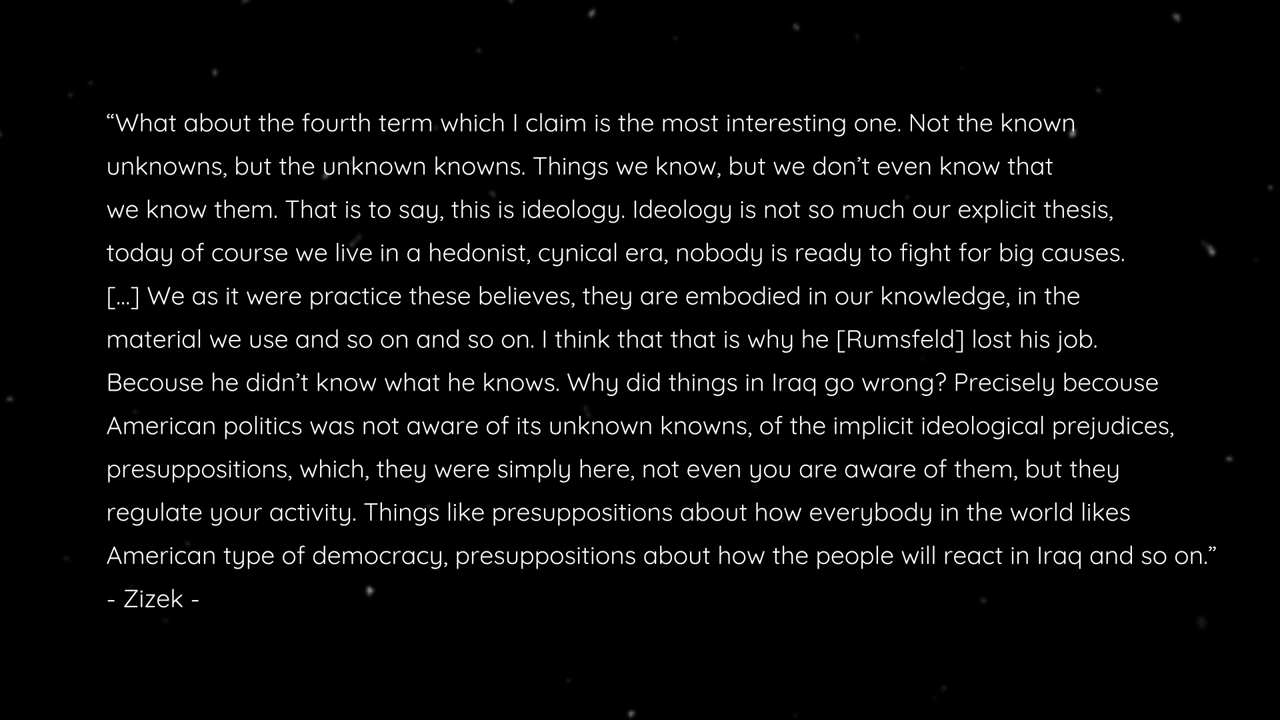 “What about the fourth term which I claim is the most interesting one. Not the known
unknowns, but the unknown knowns. Things we know, but we don’t even know that
we know them. That is to say, this is ideology. Ideology is not so much our explicit thesis,
today of course we live in a hedonist, cynical era, nobody is ready to fight for big causes.
[...] We as it were practice these believes, they are embodied in our knowledge, in the
material we use and so on and so on. I think that that is why he [Rumsfeld] lost his job.
Becouse he didn’t know what he knows. Why did things in Iraq go wrong? Precisely becouse
American politics was not aware of its unknown knowns, of the implicit ideological prejudices,
presuppositions, which, they were simply here, not even you are aware of them, but they
regulate your activity. Things like presuppositions about how everybody in the world likes
American type of democracy, presuppositions about how the people will react in Iraq and so on.”
- Zizek -